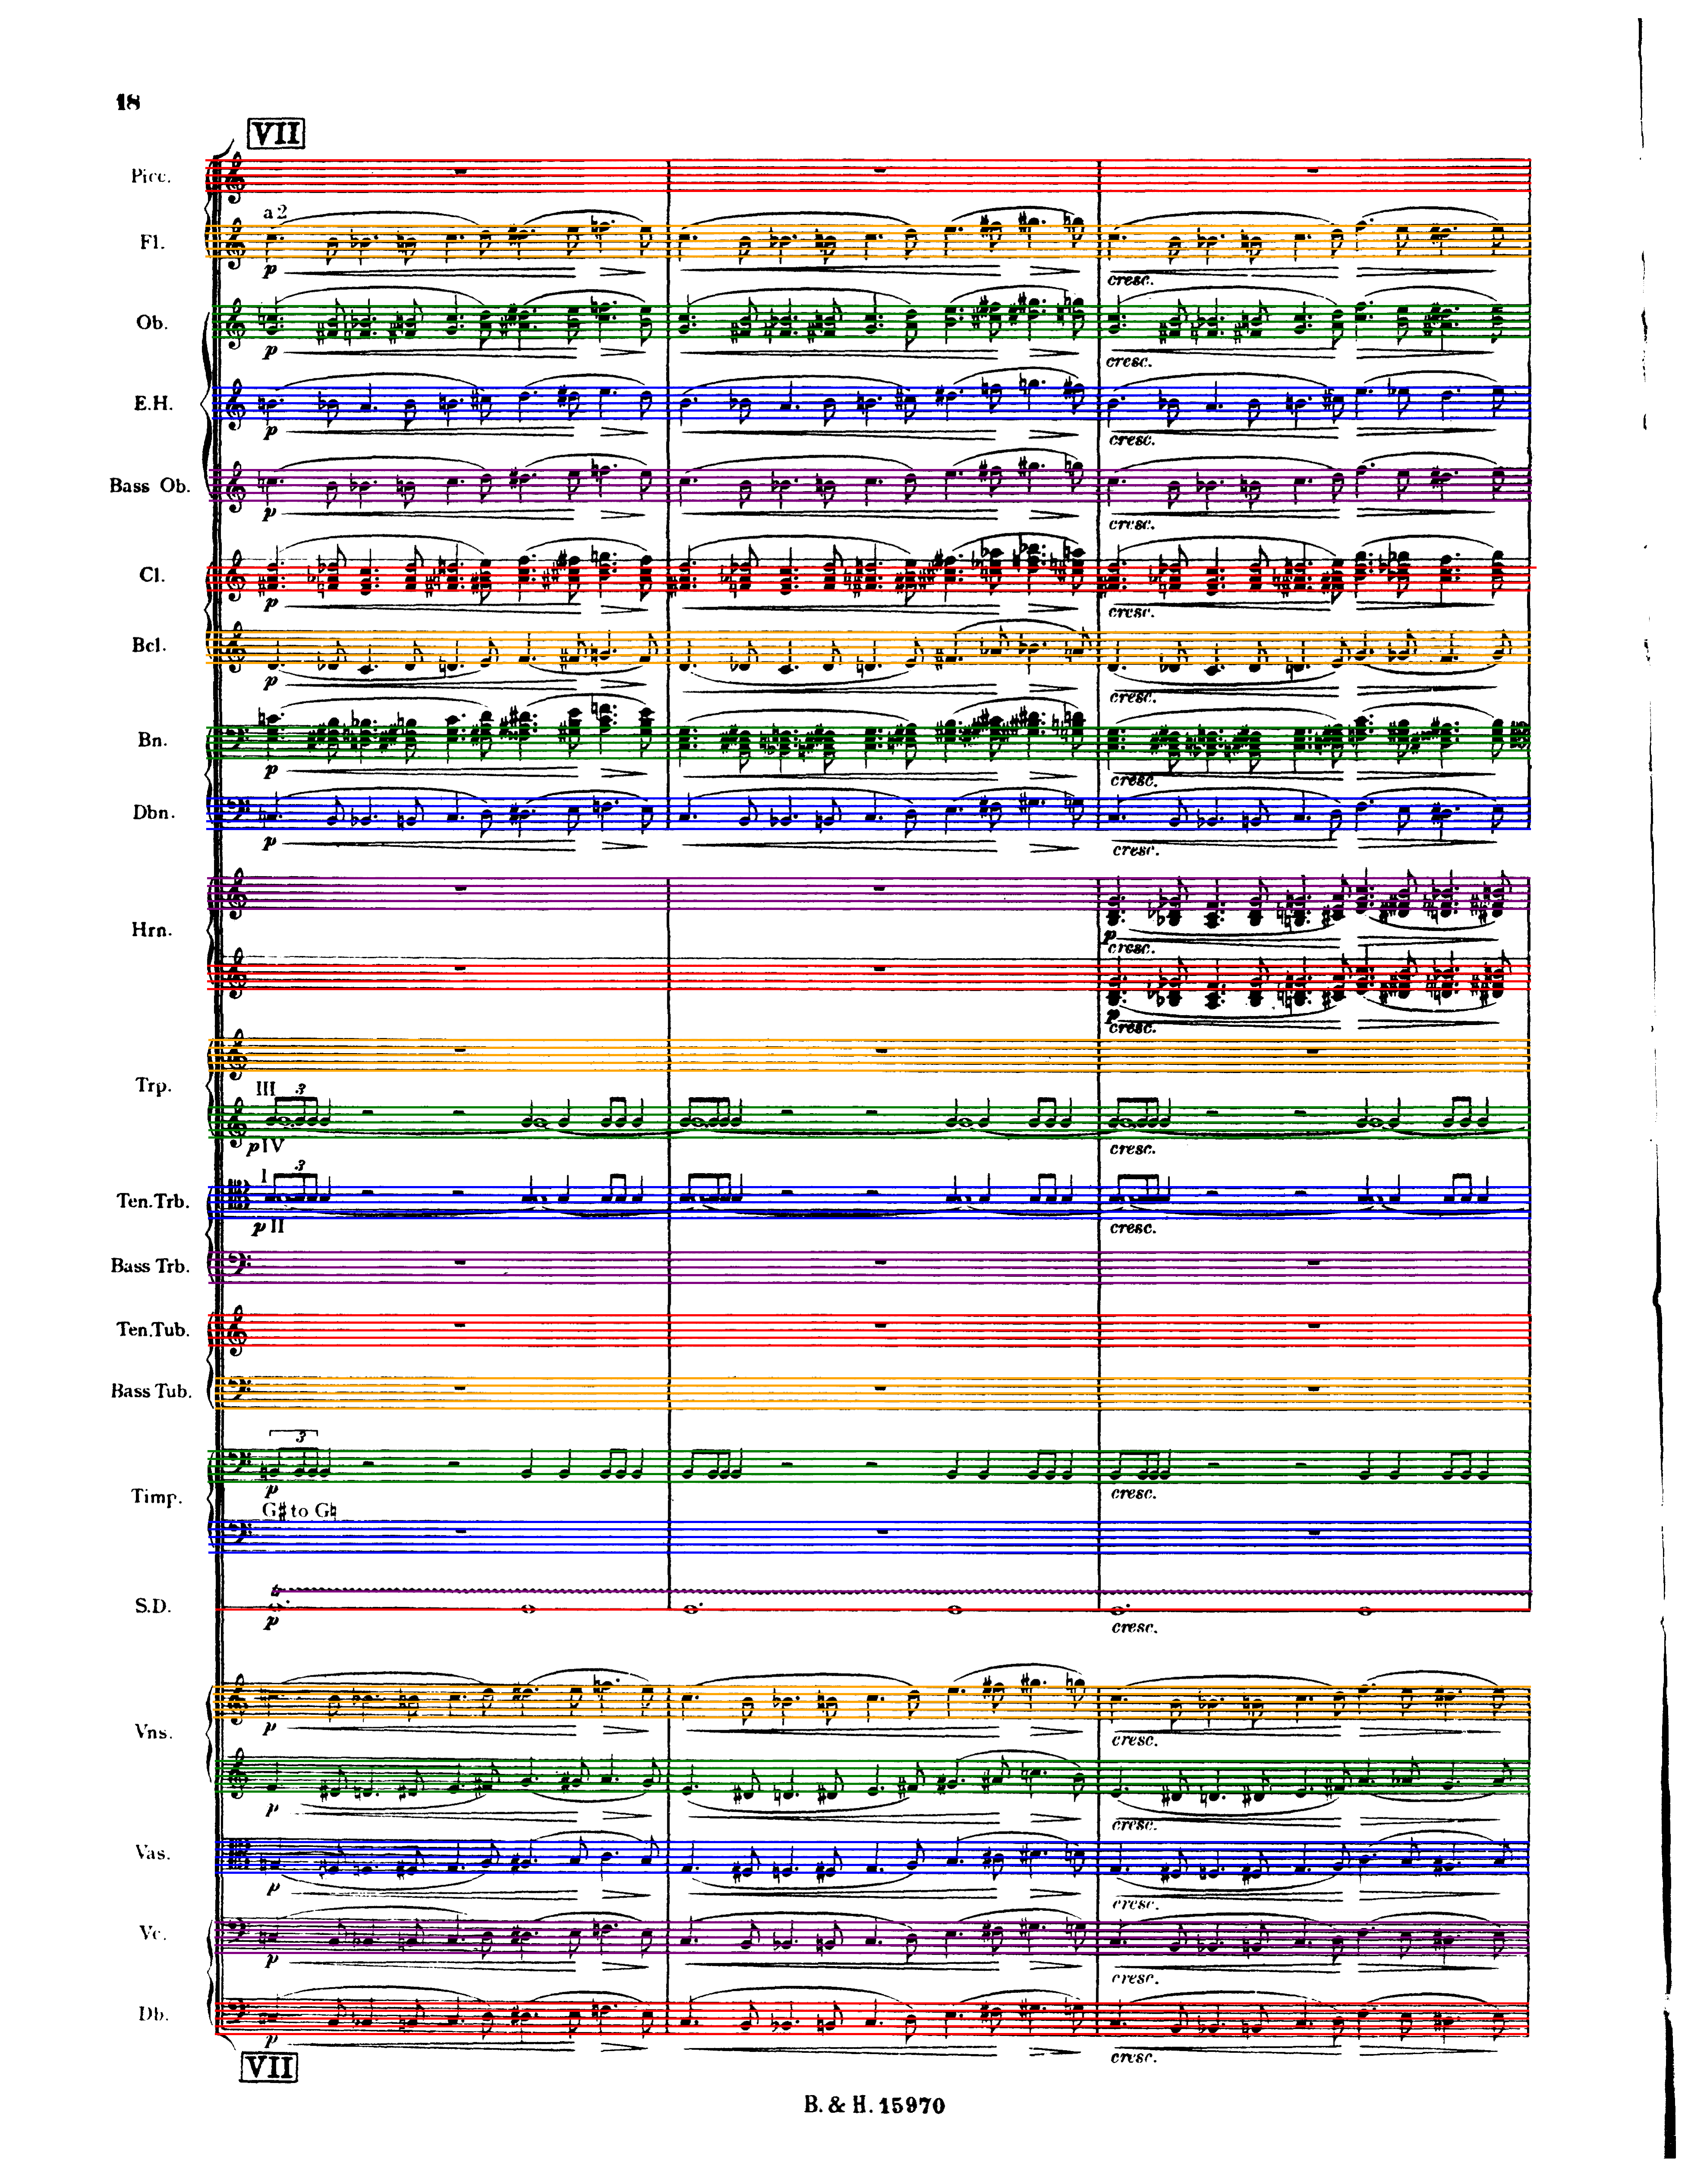 18
VII
Picc.
a 2
Fl.
p
Ob.
p
cresc.
E.H.
p
cresc.
Bass Ob.
p
cresc.
Cl.
p
cresc.
Bcl.
p
cresc.
Bn.
p
cresc.
Dbn.
p
cresc.
Hrn.
p
cresc.
p
cresc.
Trp.
III
3
p IV
cresc.
I
3
Ten.Trb.
p II
cresc.
Bass Trb.
Ten.Tub.
Bass Tub.
3
Timp.
p
cresc.
G♯ to G♮
tr
S.D.
p
cresc.
Vns.
p
cresc.
p
cresc.
Vas.
p
cresc.
Vc.
p
cresc.
Db.
p
cresc.
VII
B. & H. 15970